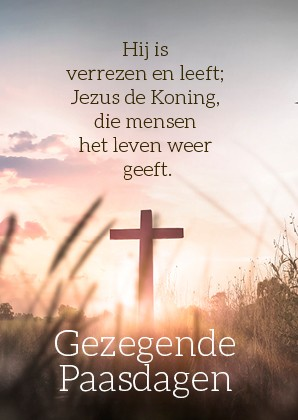 Hij is
verrezen en leeft;
Jezus de Koning,
die mensen
het leven weer
geeft.
Gezegende
Paasdagen